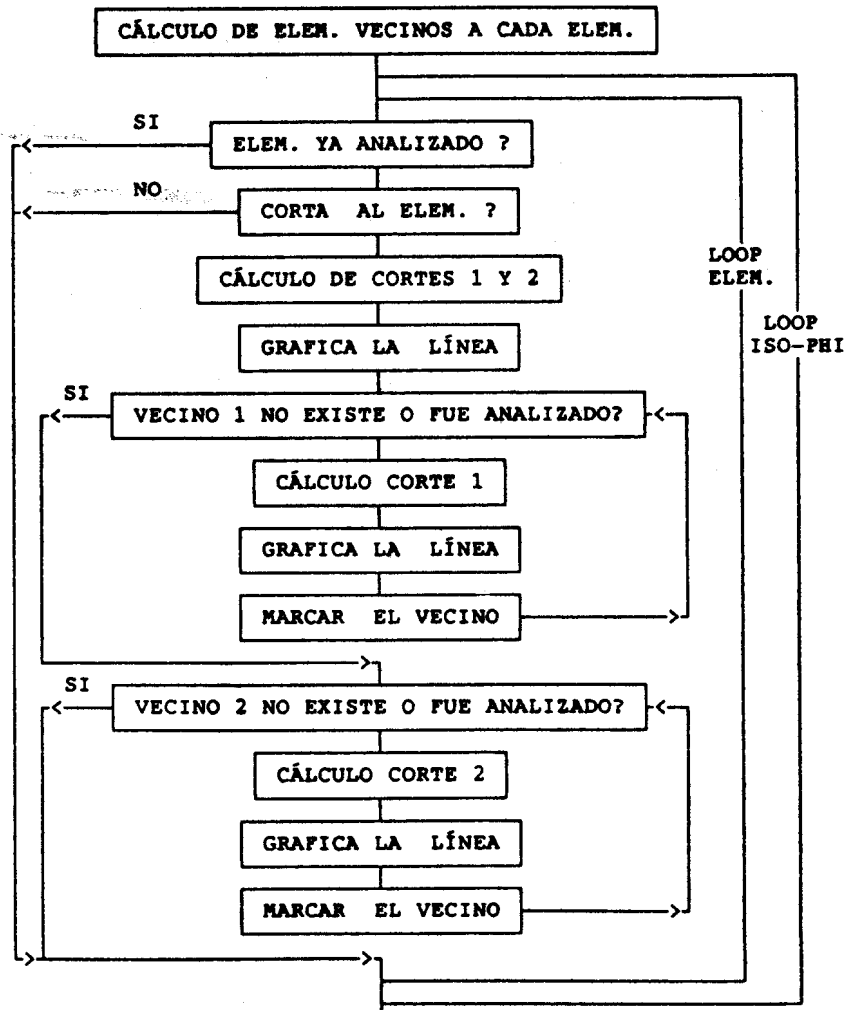 CÁLCULO DE ELEM. VECINOS A CADA ELEM.
SI
ELEM. YA ANALIZADO ?
NO
CORTA AL ELEM. ?
LOOP
ELEM.
CÁLCULO DE CORTES 1 Y 2
LOOP
ISO-PHI
GRAFICA LA LÍNEA
SI
VECINO 1 NO EXISTE O FUE ANALIZADO?
CÁLCULO CORTE 1
GRAFICA LA LÍNEA
MARCAR EL VECINO
SI
VECINO 2 NO EXISTE O FUE ANALIZADO?
CÁLCULO CORTE 2
GRAFICA LA LÍNEA
MARCAR EL VECINO